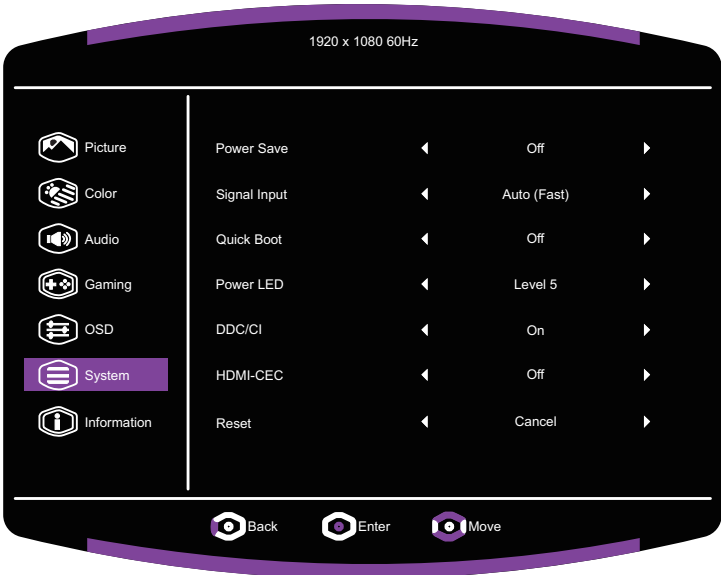 1920 x 1080 60Hz
Picture
Color
Audio
Gaming
OSD
System
Information
Power Save Off
Signal Input Auto (Fast)
Quick Boot Off
Power LED Level 5
DDC/CI On
HDMI-CEC Off
Reset Cancel
Back Enter Move